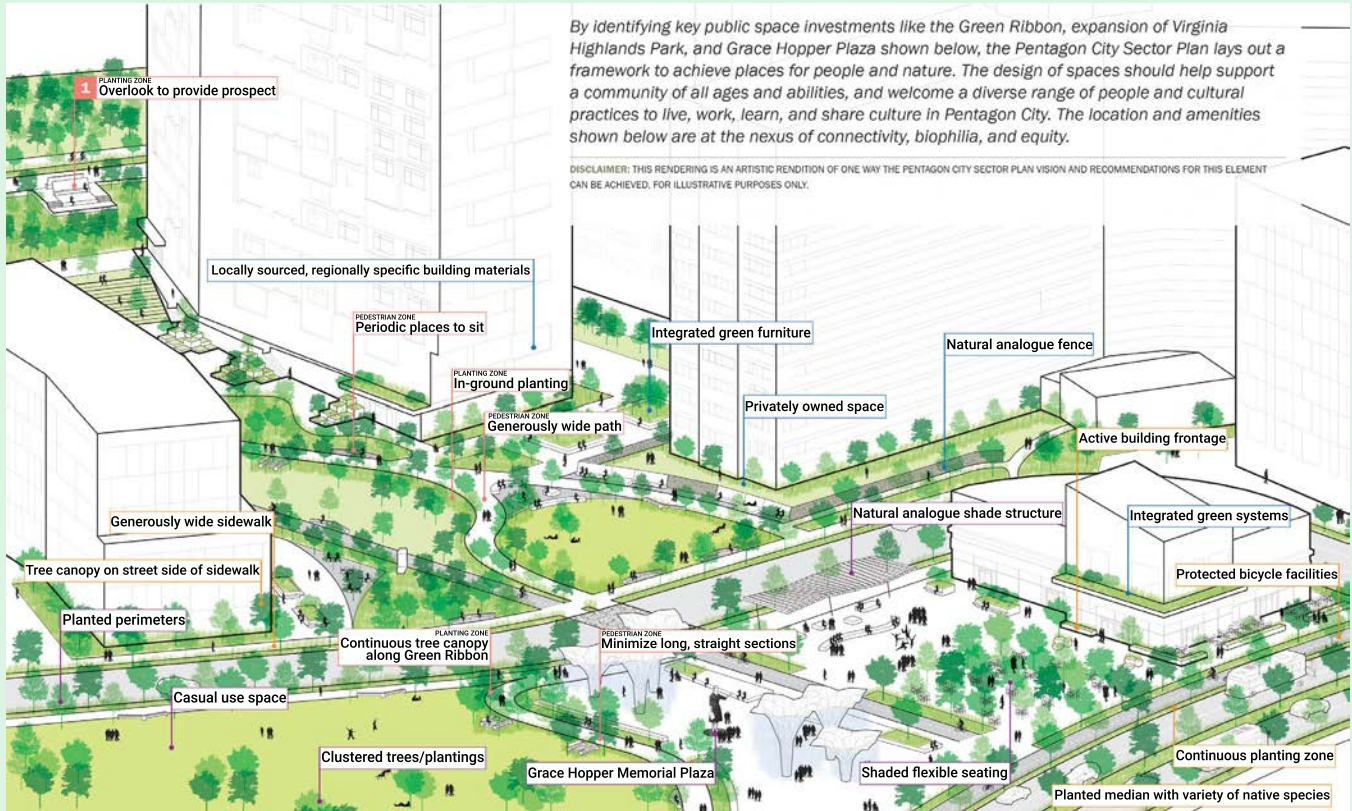 By identifying key public space investments like the Green Ribbon, expansion of Virginia
Highlands Park, and Grace Hopper Plaza shown below, the Pentagon City Sector Plan lays out a
framework to achieve places for people and nature. The design of spaces should help support
a community of all ages and abilities, and welcome a diverse range of people and cultural
practices to live, work, learn, and share culture in Pentagon City. The location and amenities
shown below are at the nexus of connectivity, biophilia, and equity.
DISCLAIMER: THIS RENDERING IS AN ARTISTIC RENDITION OF ONE WAY THE PENTAGON CITY SECTOR PLAN VISION AND RECOMMENDATIONS FOR THIS ELEMENT
CAN BE ACHIEVED. FOR ILLUSTRATIVE PURPOSES ONLY.
1
PLANTING ZONE
Overlook to provide prospect
Locally sourced, regionally specific building materials
PEDESTRIAN ZONE
Periodic places to sit
Integrated green furniture
Natural analogue fence
PLANTING ZONE
In-ground planting
Privately owned space
PEDESTRIAN ZONE
Generously wide path
Active building frontage
Generously wide sidewalk
Natural analogue shade structure
Integrated green systems
Tree canopy on street side of sidewalk
Protected bicycle facilities
Planted perimeters
PLANTING ZONE
Continuous tree canopy
along Green Ribbon
PEDESTRIAN ZONE
Minimize long, straight sections
Casual use space
Clustered trees/plantings
Grace Hopper Memorial Plaza
Shaded flexible seating
Continuous planting zone
Planted median with variety of native species